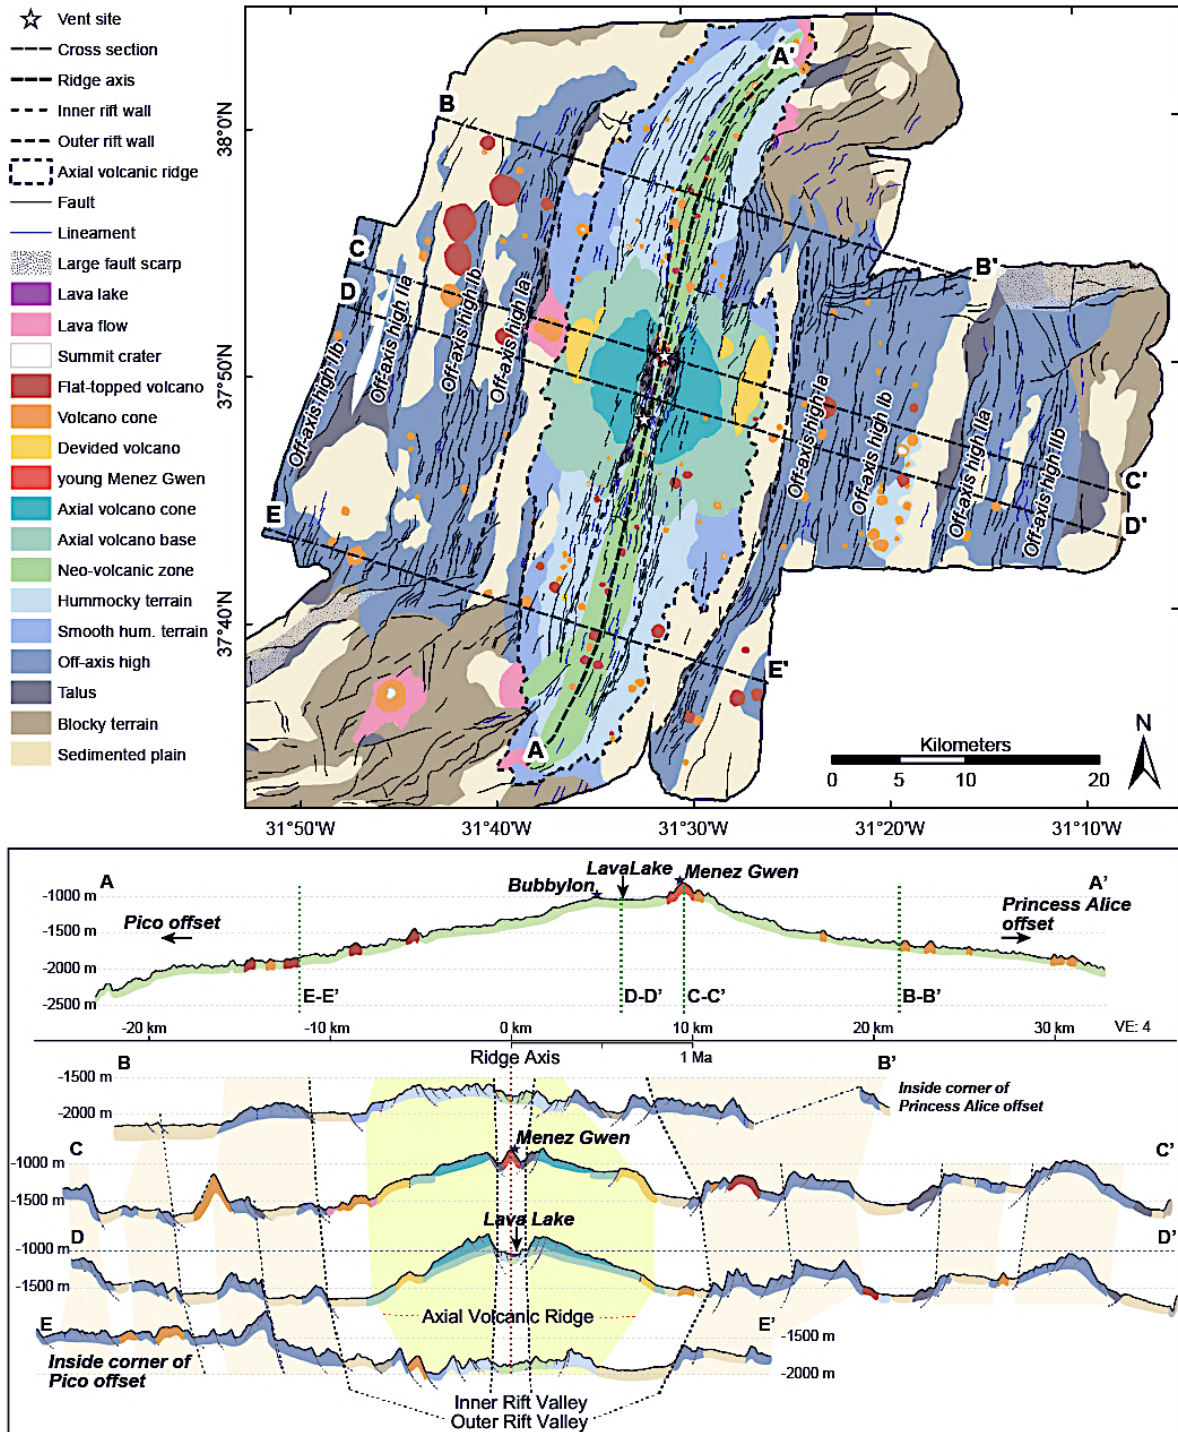 Vent site
Cross section
Ridge axis
Inner rift wall
Outer rift wall
Axial volcanic ridge
Fault
Lineament
Large fault scarp
Lava lake
Lava flow
Summit crater
Flat-topped volcano
Volcano cone
Devided volcano
young Menez Gwen
Axial volcano cone
Axial volcano base
Neo-volcanic zone
Hummocky terrain
Smooth hum. terrain
Off-axis high
Talus
Blocky terrain
Sedimented plain
38°0'N
37°50'N
37°40'N
A'
B
B'
C
D
E
C'
D'
E'
A
Off-axis high IIb
Off-axis high IIa
Off-axis high Ib
Off-axis high Ia
Off-axis high Ia
Off-axis high Ib
Off-axis high IIa
Off-axis high IIb
N
Kilometers
0 5 10 20
31°50'W 31°40'W 31°30'W 31°20'W 31°10'W
A
A'
-1000 m
-1500 m
-2000 m
-2500 m
Pico offset
Bubbylon
LavaLake
Menez Gwen
Princess Alice
offset
E-E'
D-D'
C-C'
B-B'
-20 km -10 km 0 km 10 km 20 km 30 km VE: 4
Ridge Axis
1 Ma
B
B'
-1500 m
-2000 m
Inside corner of
Princess Alice offset
C
C'
Menez Gwen
-1000 m
-1500 m
Lava Lake
D
D'
-1000 m
-1500 m
Axial Volcanic Ridge
E
E'
-1500 m
-2000 m
Inside corner of
Pico offset
Inner Rift Valley
Outer Rift Valley